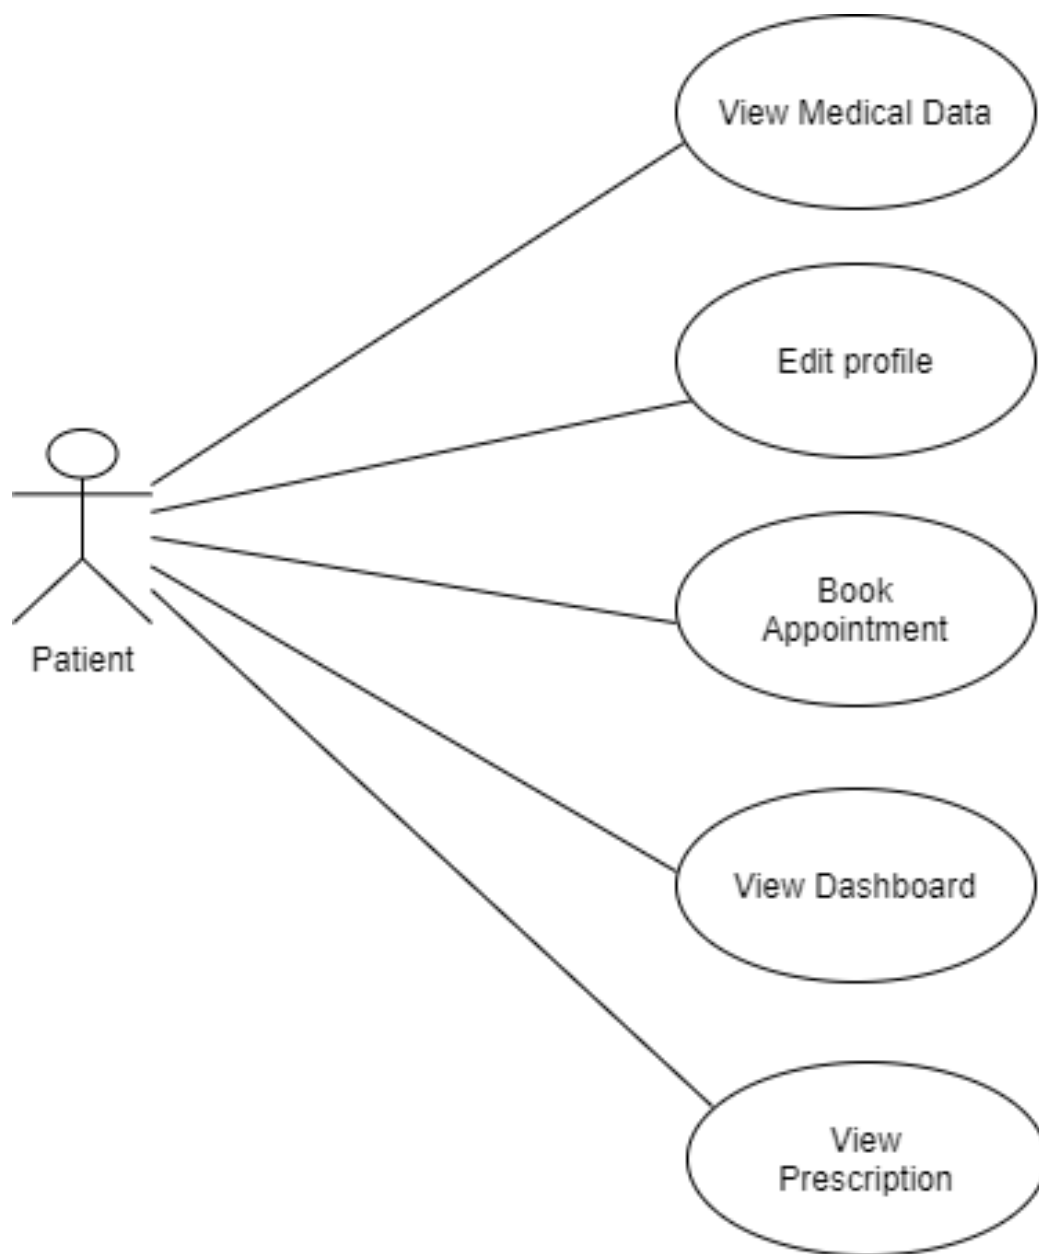 View Medical Data
Edit profile
Book
Appointment
Patient
View Dashboard
View
Prescription